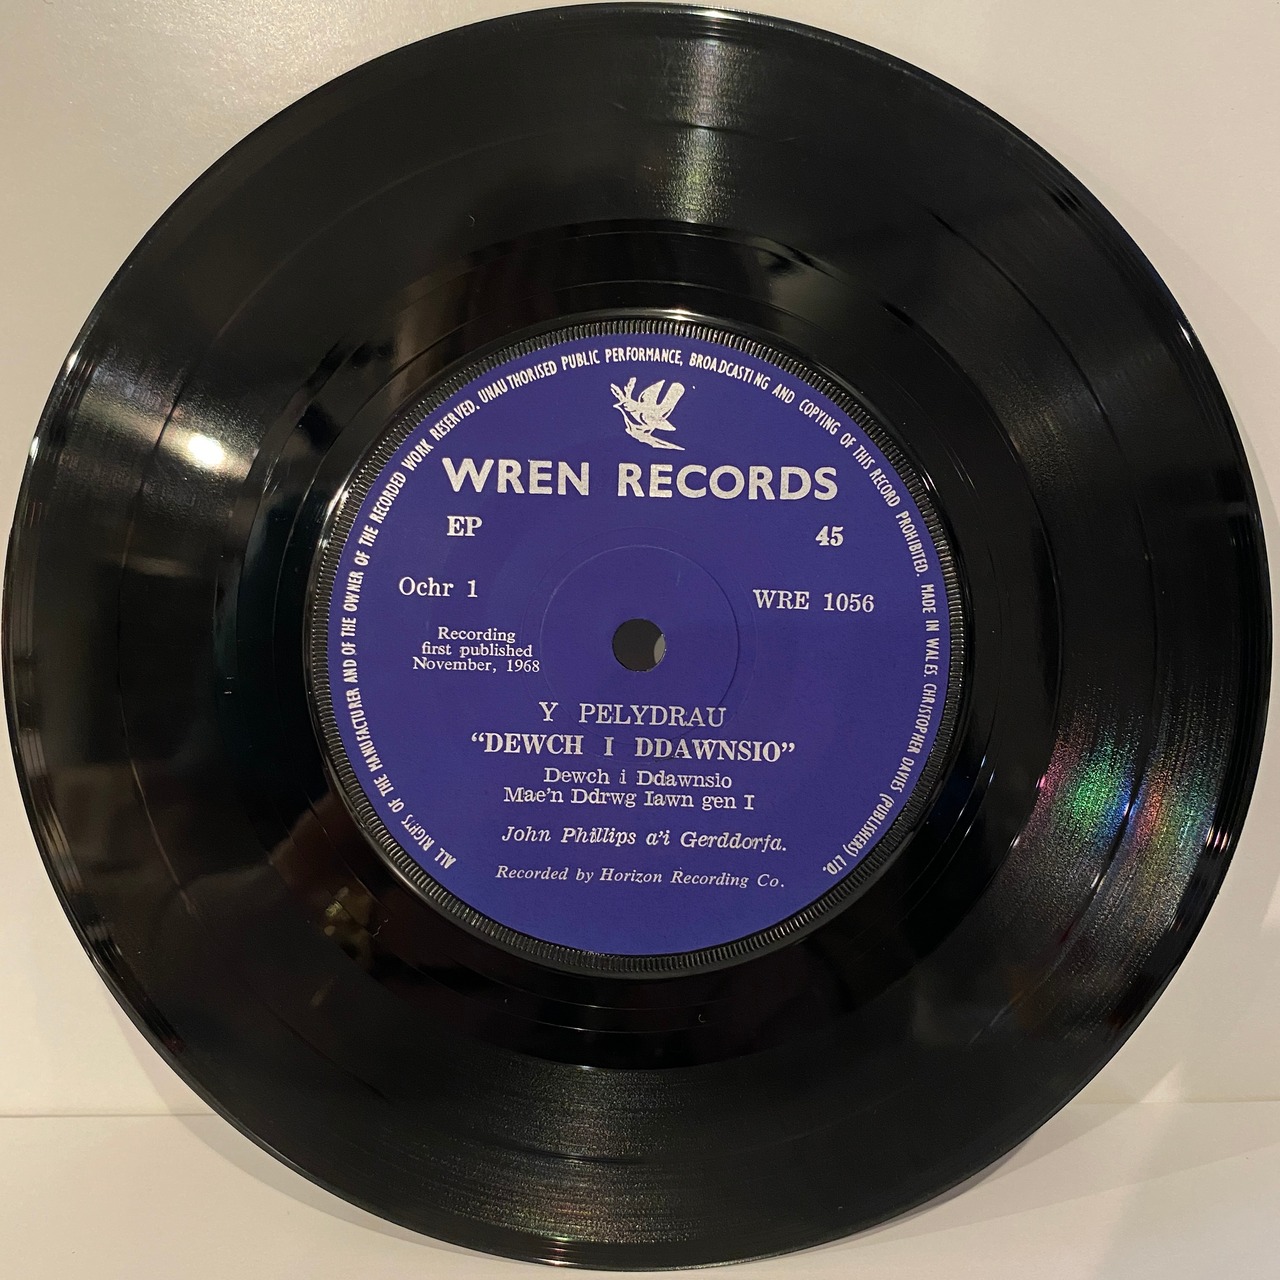 ALL RIGHTS OF THE MANUFACTURER AND OF THE OWNER OF THE RECORDED WORK RESERVED. UNAUTHORISED PUBLIC PERFORMANCE, BROADCASTING AND COPYING OF THIS RECORD PROHIBITED. MADE IN WALES. CHRISTOPHER DAVIES (PUBLISHERS) LTD.
WREN RECORDS
EP 45
Ochr 1 WRE 1056
Recording
first published
November, 1968
Y PELYDRAU
“DEWCH I DDAWNSIO”
Dewch i Ddawnsio
Mae'n Ddrwg Iawn gen I
John Phillips a'i Gerddorfa.
Recorded by Horizon Recording Co.